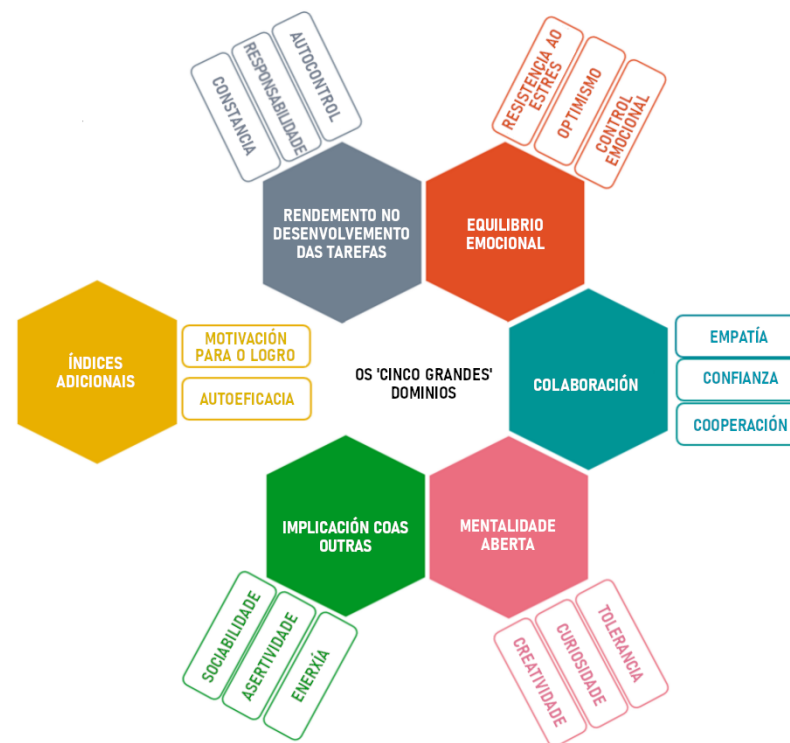 AUTOCONTROL
RESPONSABILIDADE
CONSTANCIA
RESISTENCIA AO
ESTRES
OPTIMISMO
CONTROL
EMOCIONAL
RENDEMENTO NO
DESENVOLVEMENTO
DAS TAREFAS
EQUILIBRIO
EMOCIONAL
ÍNDICES
ADICIONAIS
MOTIVACIÓN
PARA O LOGRO
AUTOEFICACIA
OS 'CINCO GRANDES'
DOMINIOS
COLABORACIÓN
EMPATÍA
CONFIANZA
COOPERACIÓN
IMPLICACIÓN COAS
OUTRAS
MENTALIDADE
ABERTA
SOCIABILIDADE
ASERTIVIDADE
ENERXÍA
CREATIVIDADE
CURIOSIDADE
TOLERANCIA